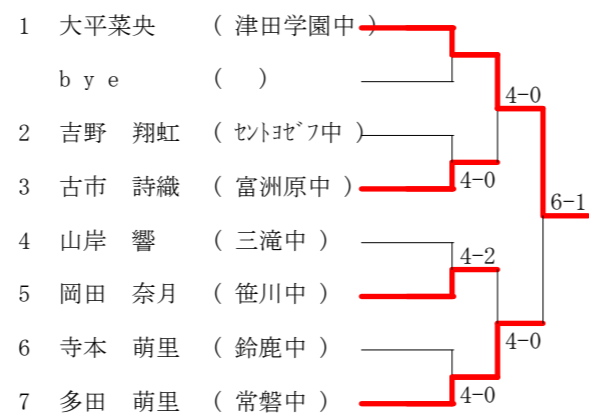 1 大平菜央 ( 津田学園中 )
bye ( )
4-0
2 吉野 翔虹 ( セントヨゼフ中 )
3 古市 詩織 ( 富洲原中 ) 4-0
6-1
4 山岸 響 ( 三滝中 )
4-2
5 岡田 奈月 ( 笹川中 )
6 寺本 萌里 ( 鈴鹿中 ) 4-0
7 多田 萌里 ( 常磐中 ) 4-0